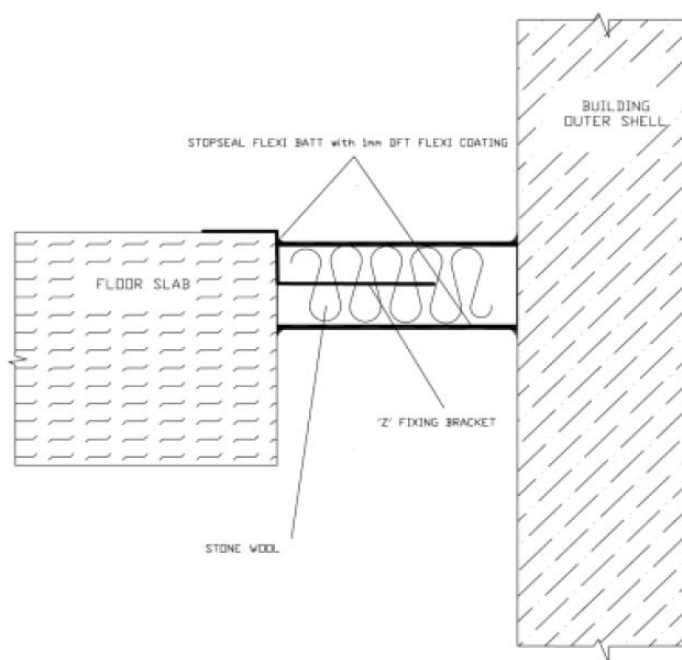 BUILDING
OUTER SHELL
STOPSEAL FLEXI BATT with 1mm DFT FLEXI COATING
FLOOR SLAB
'Z' FIXING BRACKET
STONE WOOL